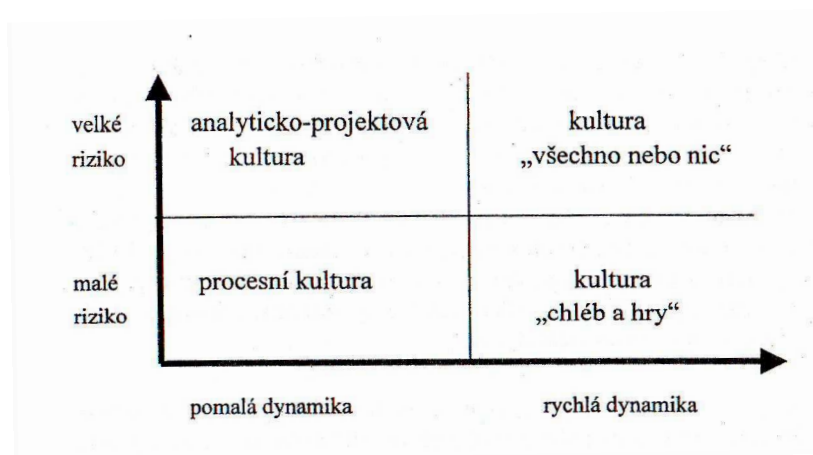 velké
riziko
analyticko-projektová
kultura
kultura
„všechno nebo nic“
malé
riziko
procesní kultura
kultura
„chléb a hry“
pomalá dynamika
rychlá dynamika